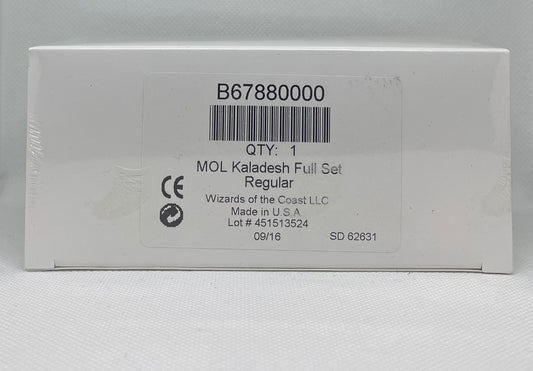 B67880000
QTY: 1
MOL Kaladesh Full Set
Regular
CE
Wizards of the Coast LLC
Made in U.S.A
Lot # 451513524
09/16 SD 62631